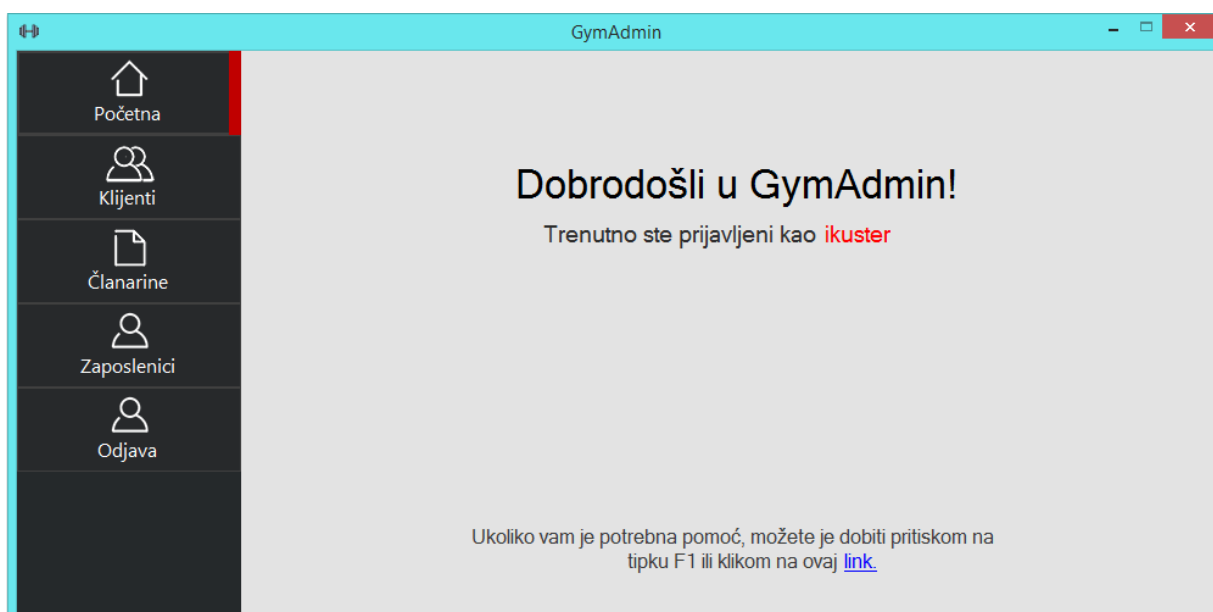 GymAdmin
Početna
Klijenti
Članarine
Zaposlenici
Odjava
Dobrodošli u GymAdmin!
Trenutno ste prijavljeni kao ikuster
Ukoliko vam je potrebna pomoć, možete je dobiti pritiskom na
tipku F1 ili klikom na ovaj link.